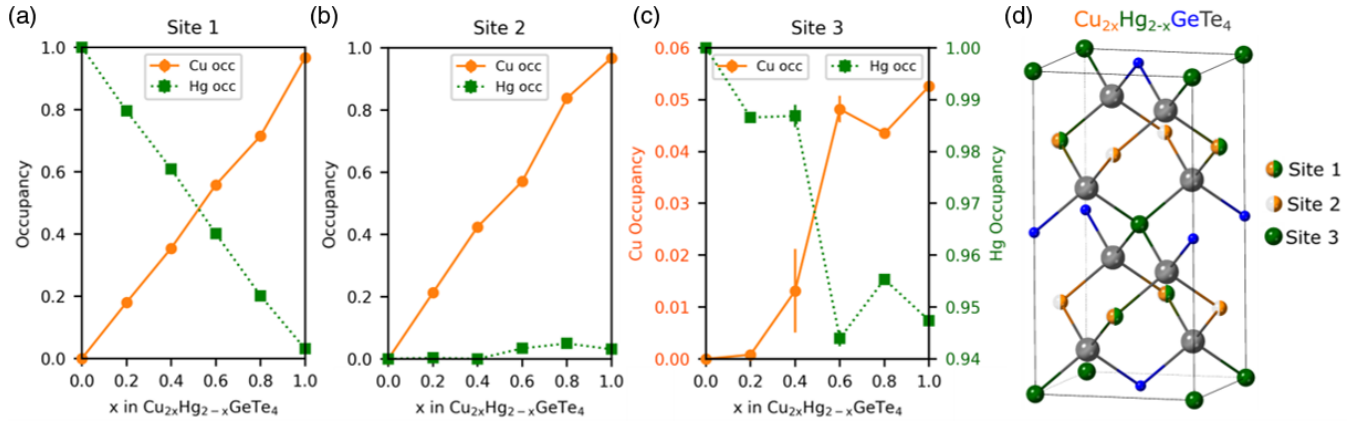 (a)
Site 1
1.0
0.8
0.6
0.4
0.2
0.0
Occupancy
Cu occ
Hg occ
0.0 0.2 0.4 0.6 0.8 1.0
x in Cu₂ₓHg₂₋ₓGeTe₄
(b)
Site 2
1.0
0.8
0.6
0.4
0.2
0.0
Occupancy
Cu occ
Hg occ
0.0 0.2 0.4 0.6 0.8 1.0
x in Cu₂ₓHg₂₋ₓGeTe₄
(c)
Site 3
0.06
0.05
0.04
0.03
0.02
0.01
0.00
Cu Occupancy
Cu occ
Hg occ
1.00
0.99
0.98
0.97
0.96
0.95
0.94
Hg Occupancy
0.0 0.2 0.4 0.6 0.8 1.0
x in Cu₂ₓHg₂₋ₓGeTe₄
(d)
Cu₂ₓHg₂₋ₓGeTe₄
Site 1
Site 2
Site 3